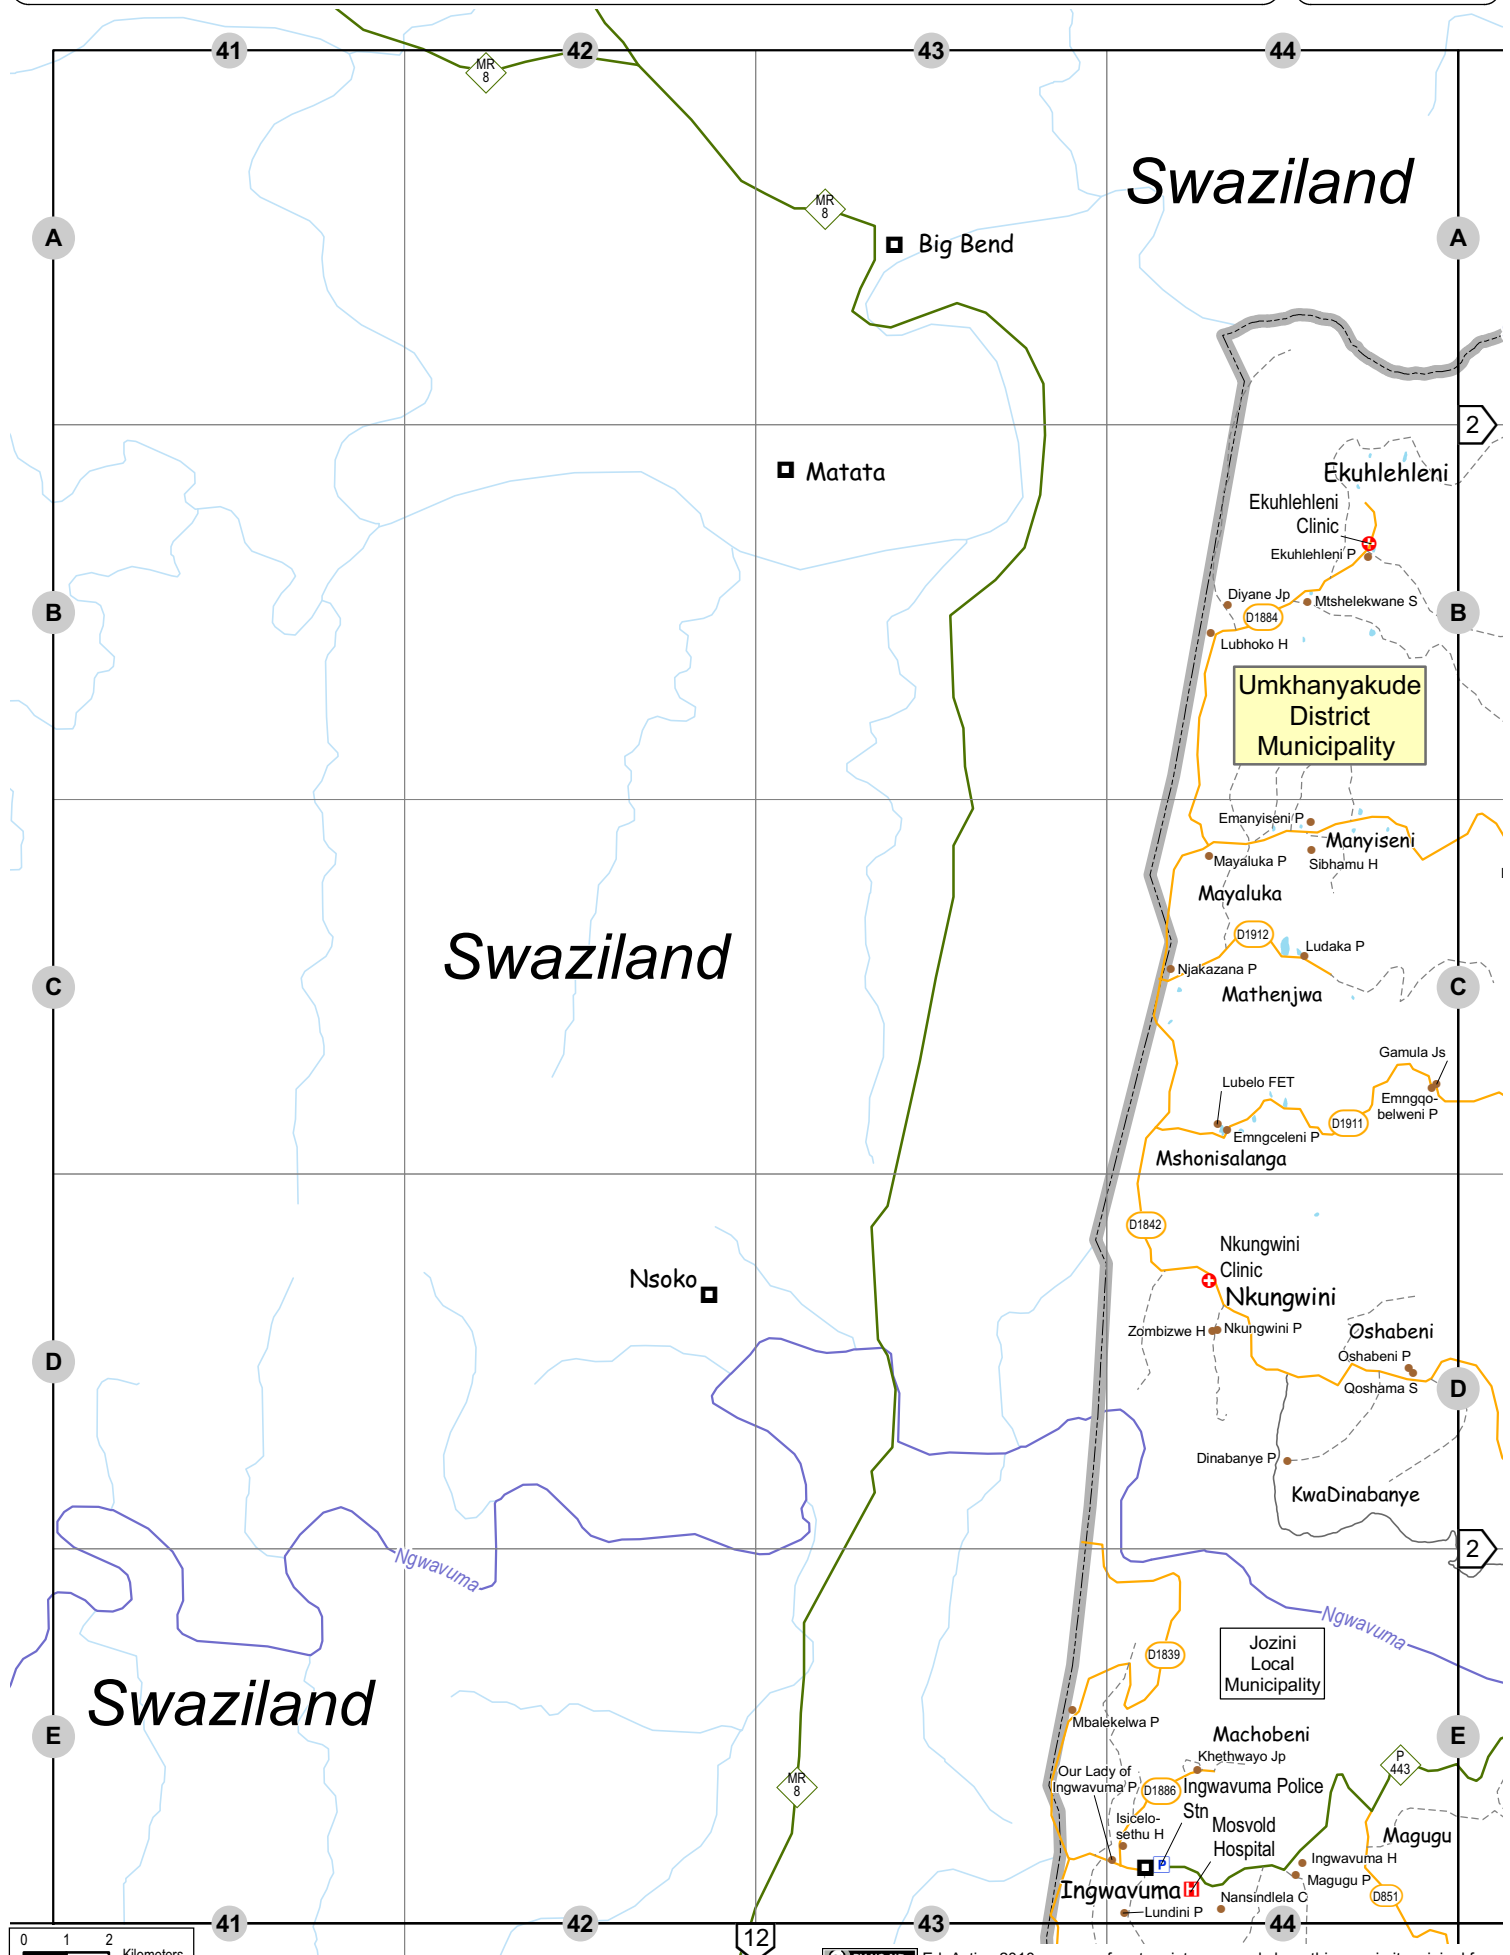 41
42
43
44
MR
8
Swaziland
MR
8
A
Big Bend
A
2
Matata
Ekuhlehleni
Ekuhlehleni
Clinic
Ekuhlehleni P
Diyane Jp
Mtshelekwane S
B
D1884
B
Lubhoko H
Umkhanyakude
District
Municipality
Emanyiseni P
Manyiseni
Mayaluka P
Sibhamu H
Mayaluka
Swaziland
D1912
Ludaka P
Njakazana P
C
Mathenjwa
C
Gamula Js
Lubelo FET
Emngqo-
belweni P
D1911
Emngceleni P
Mshonisalanga
D1842
Nkungwini
Clinic
Nsoko
Nkungwini
Zombizwe H
Nkungwini P
Oshabeni
Oshabeni P
D
Qoshama S
D
Dinabanye P
KwaDinabanye
2
Ngwavuma
Ngwavuma
Jozini
Local
Municipality
D1839
Swaziland
Mbalekelwa P
E
Machobeni
E
Khethwayo Jp
P
443
MR
8
Our Lady of
Ingwavuma P
D1886
Ingwavuma Police
Stn
Isicelo-
sethu H
Mosvold
Hospital
Magugu
P
Ingwavuma H
Magugu P
Ingwavuma
H
Nansindlela C
D851
Lundini P
41
42
12
43
44
0 1 2
Kilometers